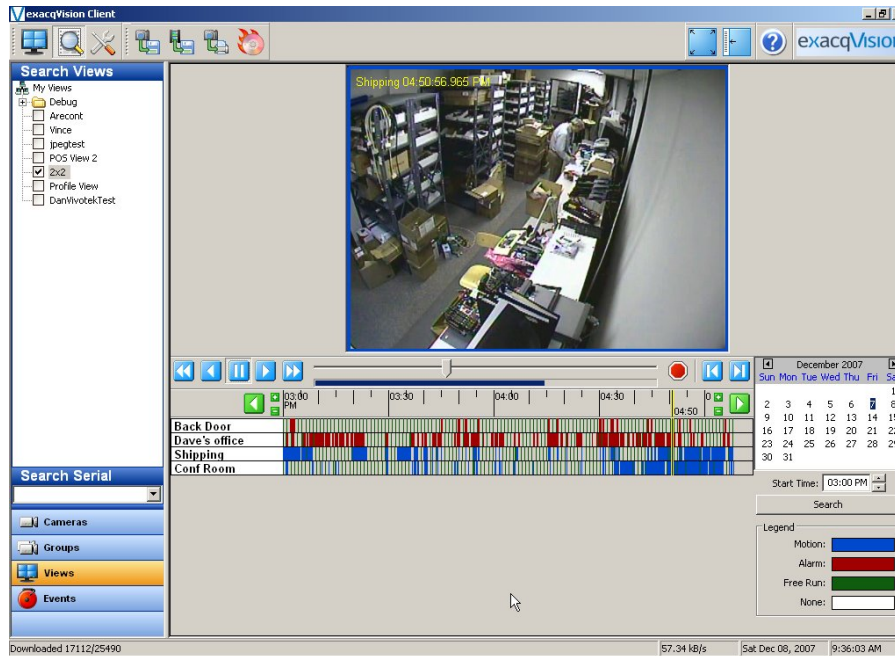 exacqVision Client
exacqVision
Search Views
My Views
Debug
Arecont
Vince
jpegtest
POS View 2
2x2
Profile View
DanVivotekTest
Shipping 04:50:56.965 PM
December 2007
Sun Mon Tue Wed Thu Fri Sa
1
2 3 4 5 6 7 8
9 10 11 12 13 14 15
16 17 18 19 20 21 22
23 24 25 26 27 28 29
30 31
03:00 PM 03:30 04:00 04:30 04:50
Back Door
Dave's office
Shipping
Conf Room
Search Serial
Start Time: 03:00 PM
Search
Cameras
Groups
Views
Events
Legend
Motion:
Alarm:
Free Run:
None:
Downloaded 17112/25490
57.34 kB/s
Sat Dec 08, 2007
9:36:03 AM